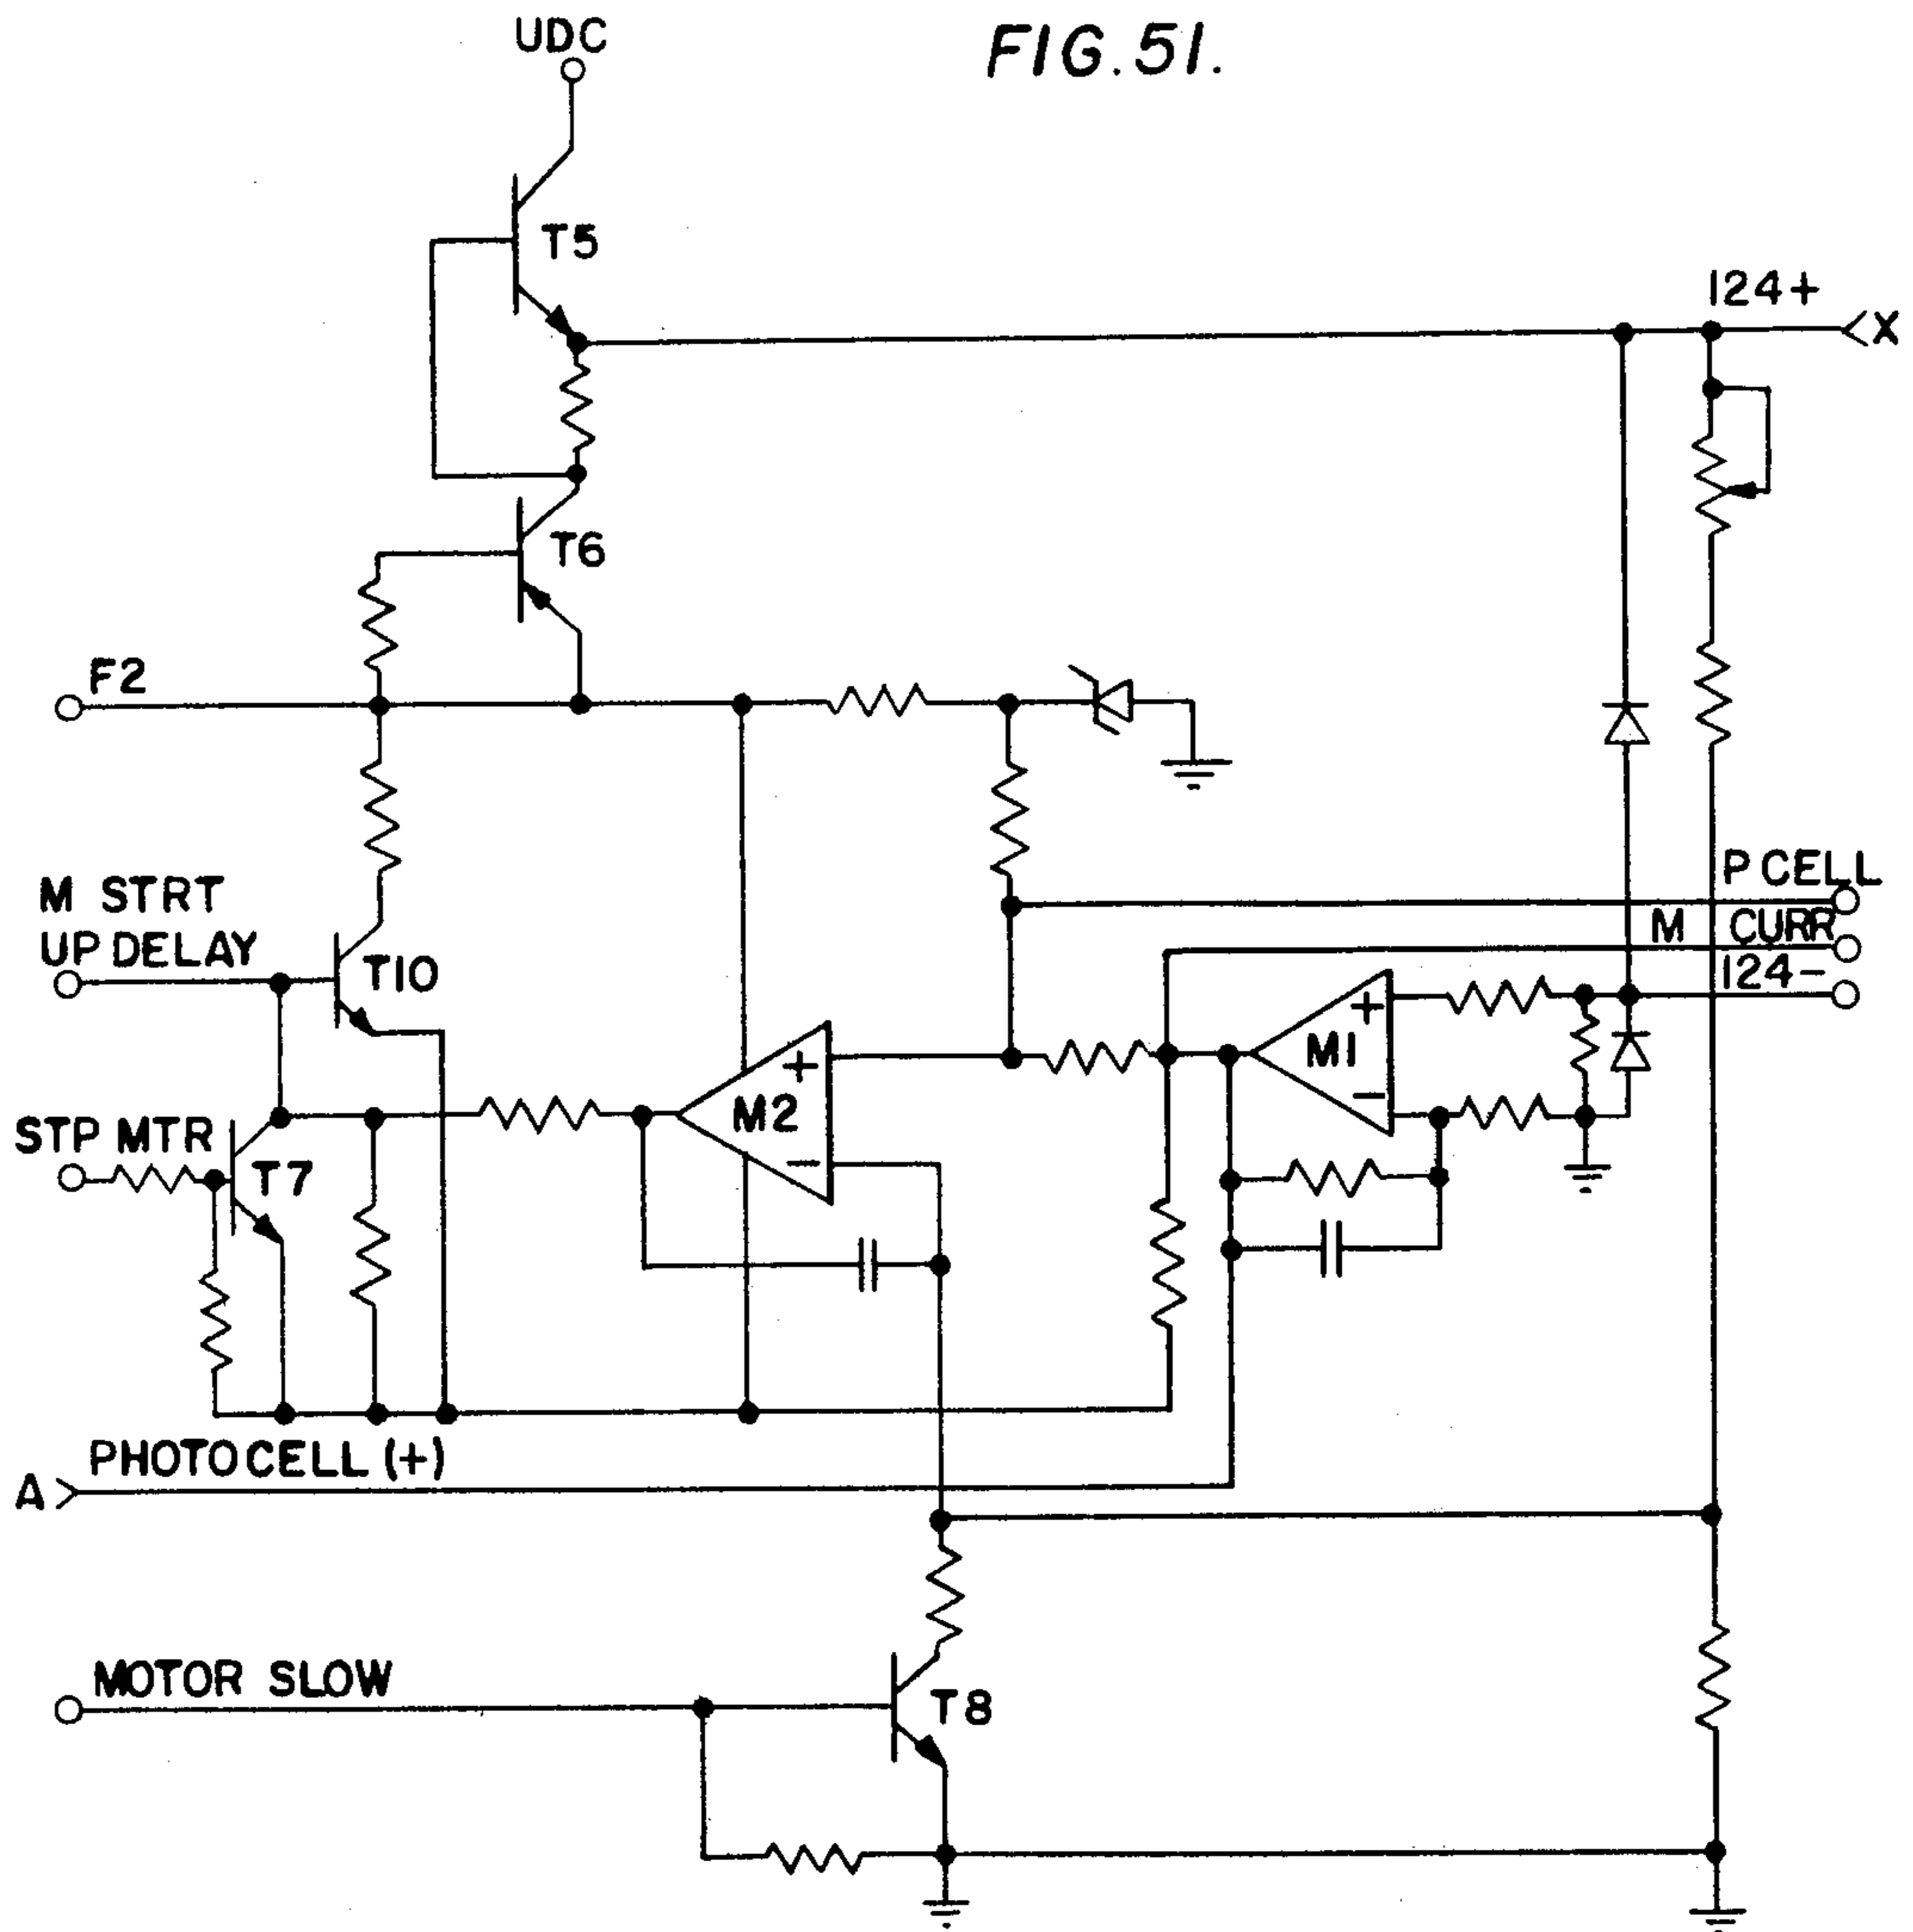 UDC
FIG. 51.
T5
124+
X
T6
F2
P CELL
M STRT
UP DELAY
M CURR
T10
124-
+
M1
-
+
M2
-
STP MTR
T7
PHOTOCELL (+)
A
MOTOR SLOW
T8